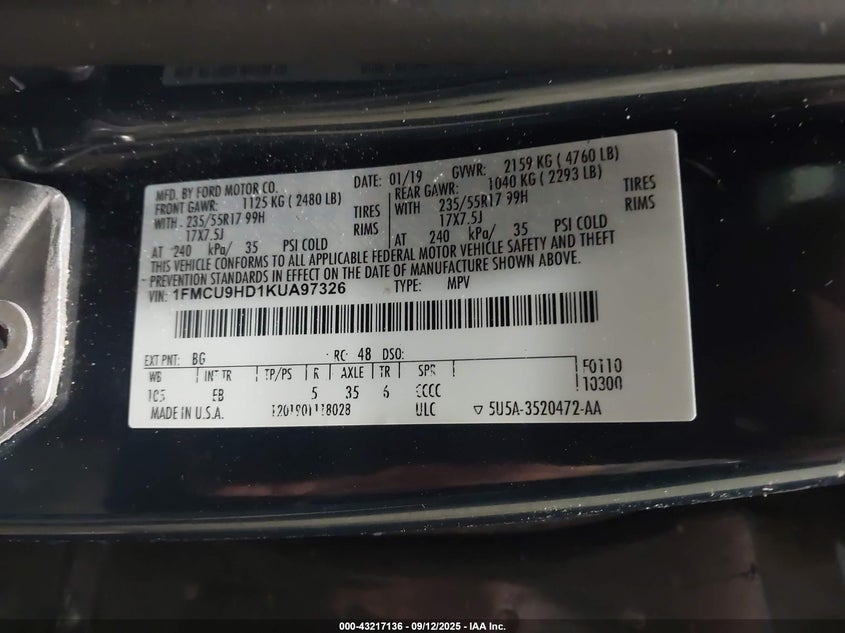 MFD. BY FORD MOTOR CO.
DATE: 01/19 GVWR: 2159 KG ( 4760 LB)
FRONT GAWR: 1125 KG ( 2480 LB)
WITH 235/55R17 99H TIRES
17X7.5J RIMS
AT 240 kPa/ 35 PSI COLD
REAR GAWR: 1040 KG ( 2293 LB)
WITH 235/55R17 99H TIRES
17X7.5J RIMS
AT 240 kPa/ 35 PSI COLD
THIS VEHICLE CONFORMS TO ALL APPLICABLE FEDERAL MOTOR VEHICLE SAFETY AND THEFT
PREVENTION STANDARDS IN EFFECT ON THE DATE OF MANUFACTURE SHOWN ABOVE.
VIN: 1FMCU9HD1KUA97326 TYPE: MPV
EXT PNT: BG RC: 48 DSO:
WB INT TR TP/PS R AXLE TR SPR F0110
105 EB 5 35 6 CCCC 10300
MADE IN U.S.A. ULC 5U5A-3520472-AA
000-43217136 - 09/12/2025 - IAA Inc.